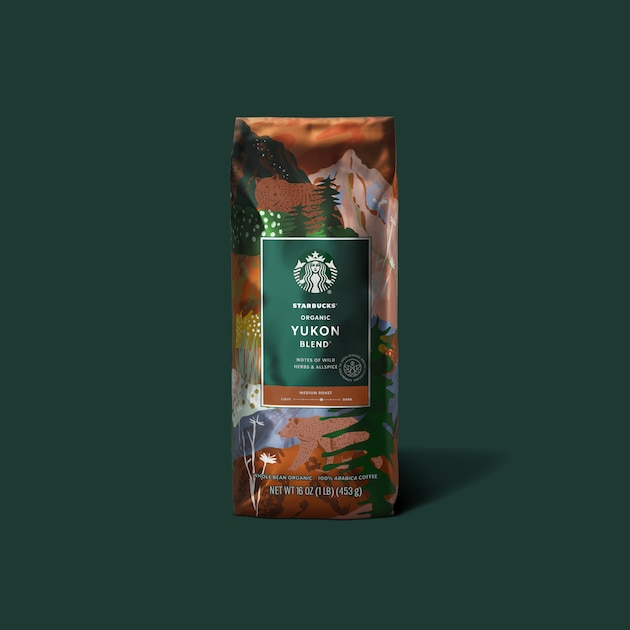 STARBUCKS®
ORGANIC
YUKON
BLEND®
NOTES OF WILD
HERBS & ALLSPICE
MEDIUM ROAST
LIGHT DARK
WHOLE BEAN ORGANIC 100% ARABICA COFFEE
NET WT 16 OZ (1 LB) (453 g)